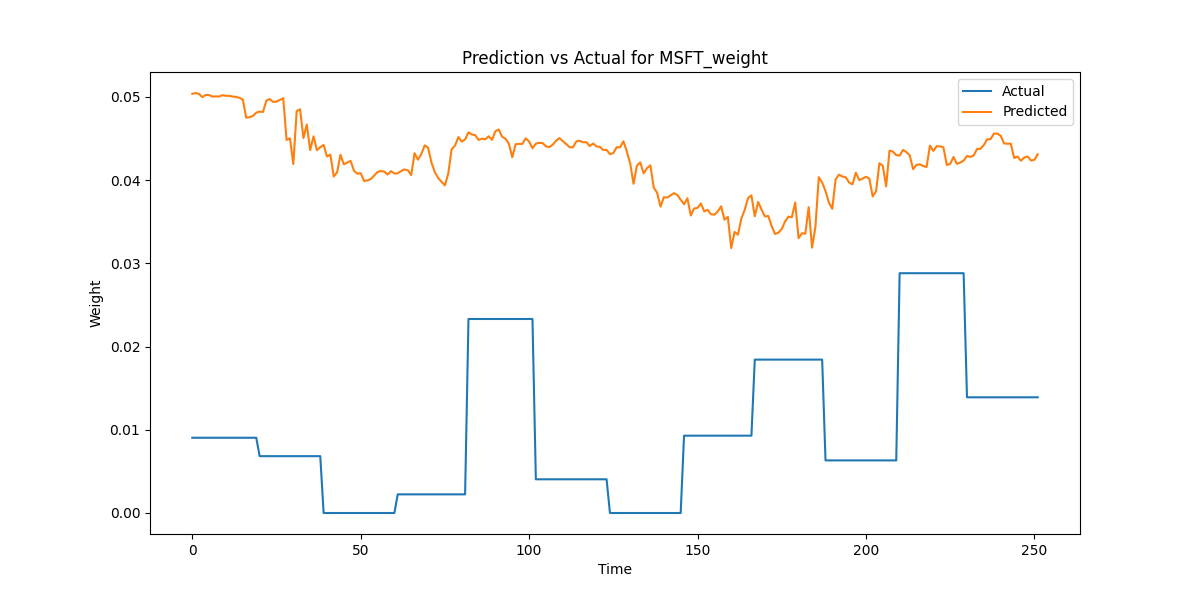 Prediction vs Actual for MSFT_weight
Actual
Predicted
Weight
0.05
0.04
0.03
0.02
0.01
0.00
0 50 100 150 200 250
Time